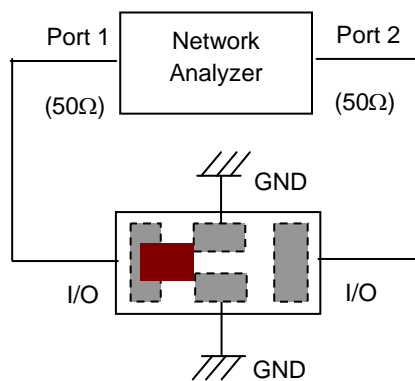 Port 1
Network
Analyzer
Port 2
(50Ω)
(50Ω)
GND
I/O
I/O
GND